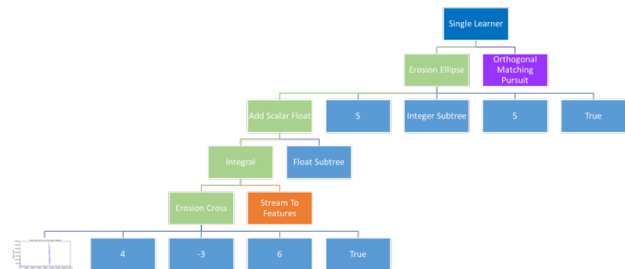 Single Learner
Erosion Ellipse
Orthogonal
Matching
Pursuit
Add Scalar Float
5
Integer Subtree
5
True
Integral
Float Subtree
Erosion Cross
Stream To
Features
4
-3
6
True